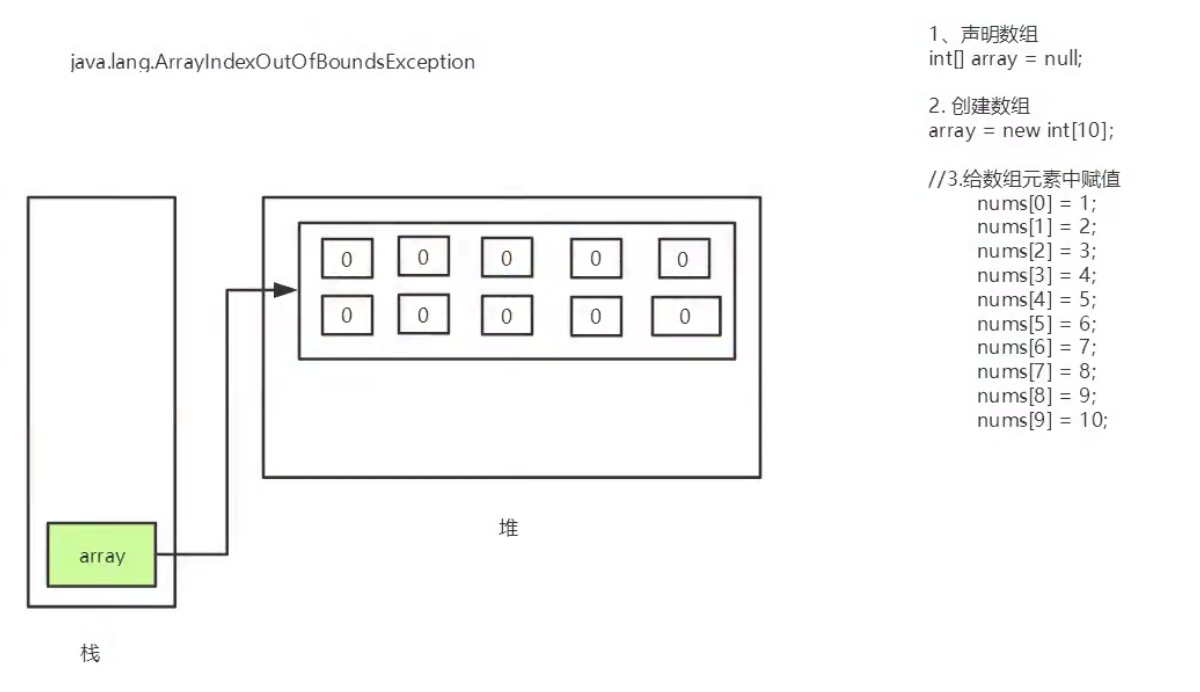 java.lang.ArrayIndexOutOfBoundsException
1、声明数组
int[] array = null;
2. 创建数组
array = new int[10];
//3.给数组元素中赋值
nums[0] = 1;
nums[1] = 2;
nums[2] = 3;
nums[3] = 4;
nums[4] = 5;
nums[5] = 6;
nums[6] = 7;
nums[7] = 8;
nums[8] = 9;
nums[9] = 10;
0 0 0 0 0
0 0 0 0 0
堆
array
栈